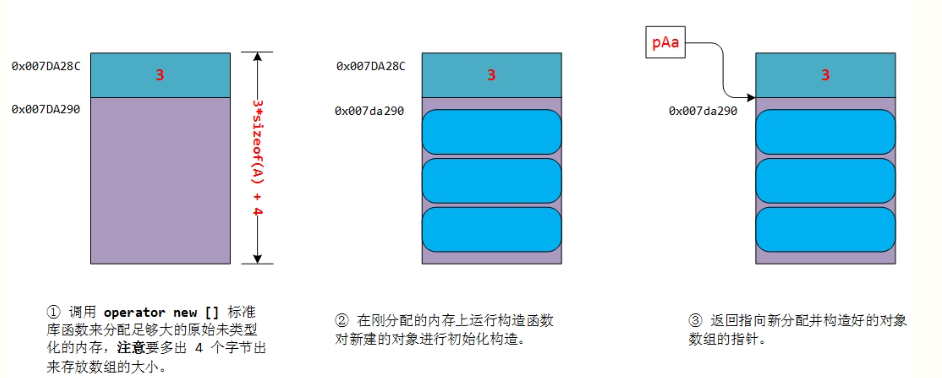 pAa
0x007DA28C
3
0x007DA28C
3
3
0x007DA290
0x007da290
0x007da290
3*sizeof(A) + 4
① 调用 operator new [] 标准
库函数来分配足够大的原始未类型
化的内存，注意要多出 4 个字节出
来存放数组的大小。
② 在刚分配的内存上运行构造函数
对新建的对象进行初始化构造。
③ 返回指向新分配并构造好的对象
数组的指针。